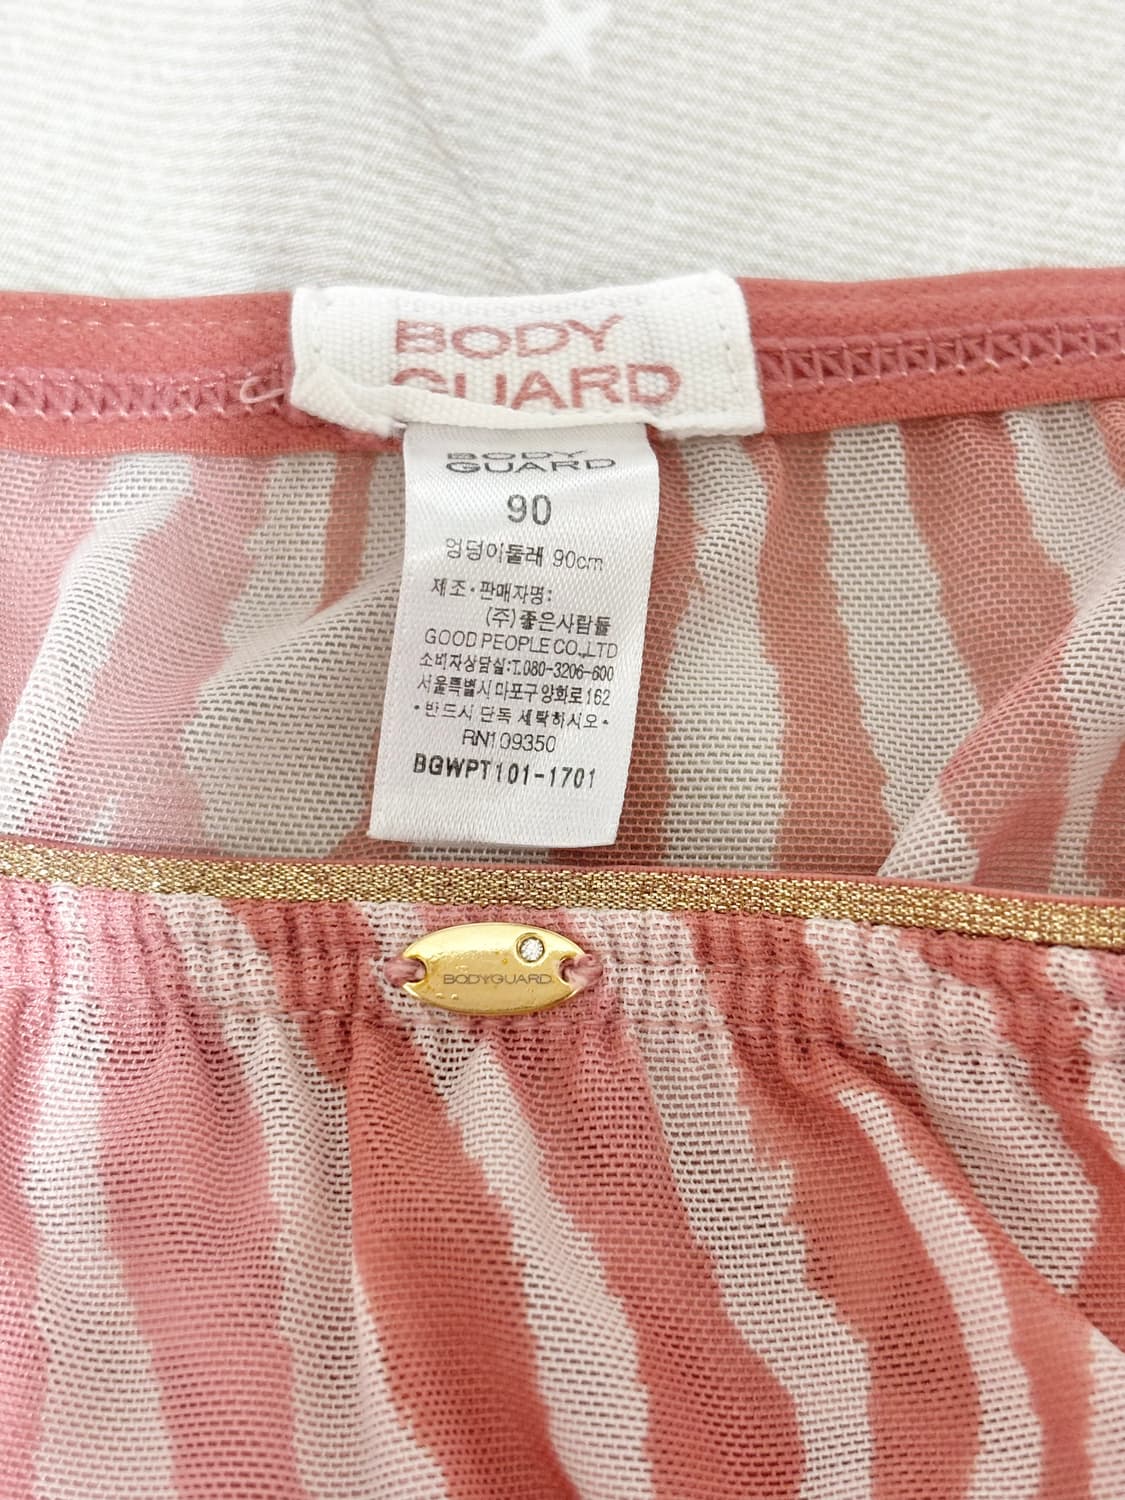 BODY
GUARD
BODY
GUARD
90
엉덩이둘레 90cm
제조·판매자명:
(주)좋은사람들
GOOD PEOPLE CO.,LTD
소비자상담실:T.080-3206-600
서울특별시마포구양화로162
*반드시 단독 세탁하시오*
RN109350
BGWPT101-1701
BODYGUARD